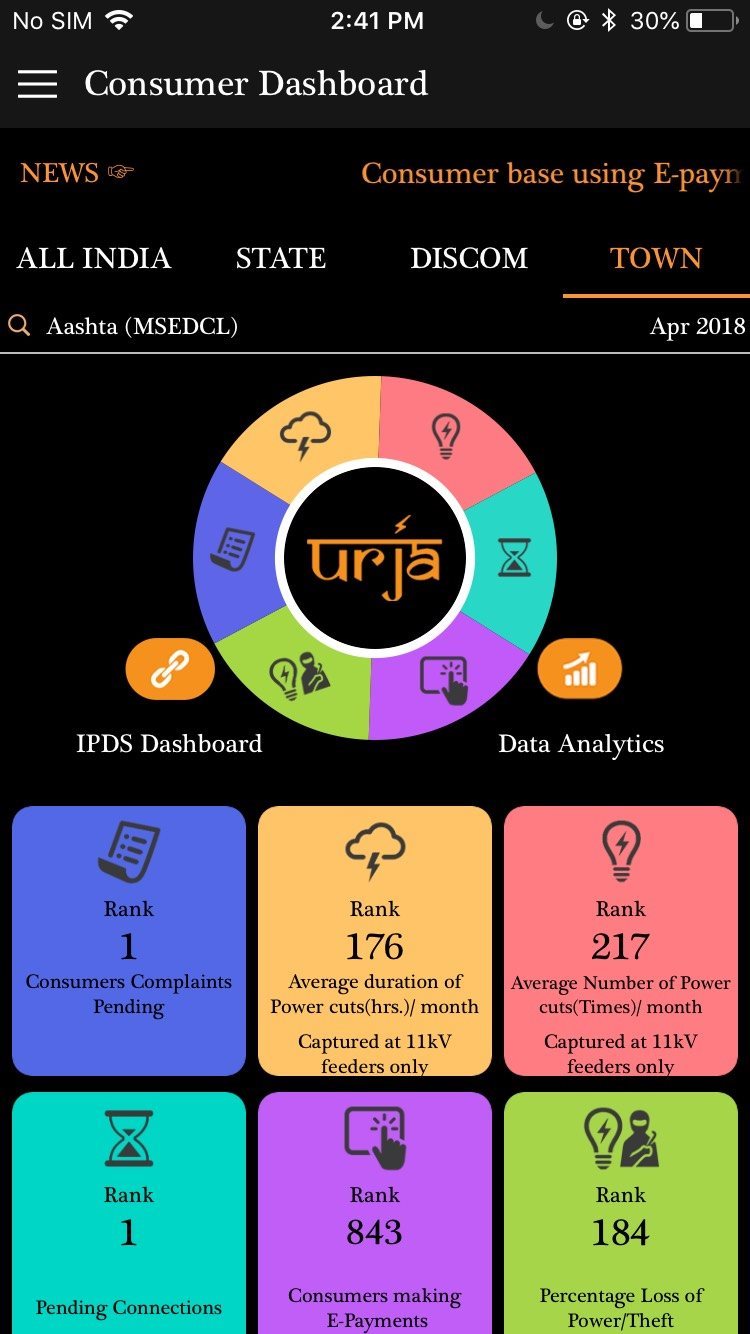 No SIM 2:41 PM 30%
Consumer Dashboard
NEWS ☞ Consumer base using E-paym
ALL INDIA STATE DISCOM TOWN
Aashta (MSEDCL) Apr 2018
urja
IPDS Dashboard Data Analytics
Rank
1
Consumers Complaints
Pending
Rank
176
Average duration of
Power cuts(hrs.)/ month
Captured at 11kV
feeders only
Rank
217
Average Number of Power
cuts(Times)/ month
Captured at 11kV
feeders only
Rank
1
Pending Connections
Rank
843
Consumers making
E-Payments
Rank
184
Percentage Loss of
Power/Theft